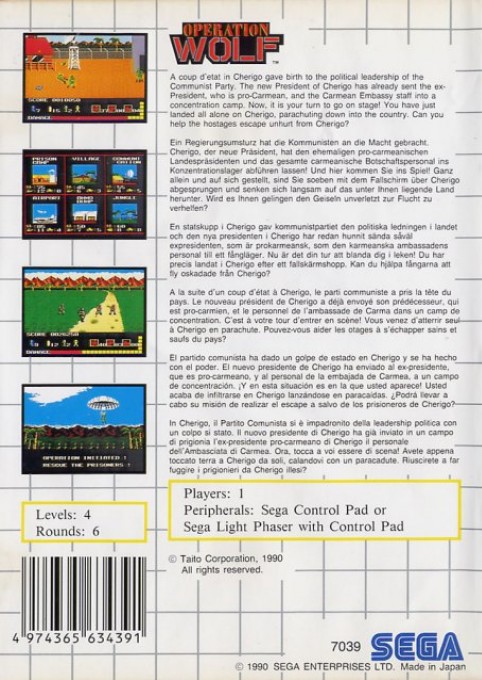 OPERATION
WOLF™
A coup d'etat in Cherigo gave birth to the political leadership of the
Communist Party. The new President of Cherigo has already sent the ex-
President, who is pro-Carmean, and the Carmean Embassy staff into a
concentration camp. Now, it is your turn to go on stage! You have just
landed all alone on Cherigo, parachuting down into the country. Can you
help the hostages escape unhurt from Cherigo?
Ein Regierungsumsturz hat die Kommunisten an die Macht gebracht.
Cherigo, der neue Präsident, hat den ehemaligen pro-carmeanischen
Landespräsidenten und das gesamte carmeanische Botschaftspersonal ins
Konzentrationslager abführen lassen! Und hier kommen Sie ins Spiel! Ganz
allein und auf sich gestellt, sind Sie soeben mit dem Fallschirm über Cherigo
abgesprungen und senken sich langsam auf das unter Ihnen liegende Land
herunter. Wird es Ihnen gelingen den Geiseln unverletzt zur Flucht zu
verhelfen?
En statskupp i Cherigo gav kommunistpartiet den politiska ledningen i landet
och den nya presidenten i Cherigo har redan hunnit sända såväl
expresidenten, som är prokarmeansk, som den karmeanska ambassadens
personal till ett fångläger. Nu är det din tur att blanda dig i leken! Du har
precis landat i Cherigo efter ett fallskärmshopp. Kan du hjälpa fångarna att
fly oskadade från Cherigo?
A la suite d'un coup d'état à Cherigo, le parti communiste a pris la tête du
pays. Le nouveau président de Cherigo a déjà envoyé son prédécesseur, qui
est pro-carmien, et le personnel de l'ambassade de Carma dans un camp de
concentration. C'est à votre tour d'entrer en scène! Vous venez d'atterrir seul
à Cherigo en parachute. Pouvez-vous aider les otages à s'échapper sains et
saufs du pays?
El partido comunista ha dado un golpe de estado en Cherigo y se ha hecho
con el poder. El nuevo presidente de Cherigo ha enviado al ex-presidente,
que es pro-carmeano, y al personal de la embajada de Carmea, a un campo
de concentración. ¡Y en esta situación es en la que usted aparece! Usted
acaba de infiltrarse en Cherigo lanzándose en paracaídas. ¿Podrá llevar a
cabo su misión de realizar el escape a salvo de los prisioneros de Cherigo?
In Cherigo, il Partito Comunista si è impadronito della leadership politica con
un colpo di stato. Il nuovo presidente di Cherigo ha già inviato in un campo
di prigionia l'ex-presidente pro-carmeano di Cherigo il personale
dell'Ambasciata di Carmea. Ora, tocca a voi essere di scena! Avete appena
toccato terra a Cherigo da soli, calandovi con un paracadute. Riuscirete a far
fuggire i prigionieri da Cherigo illesi?
SCORE 00100050
DAMAGE
PRISON CAMP
VILLAGE
COMMUNICATION
AIRPORT
AMMO DUMP
JUNGLE
SCORE
DAMAGE
OPERATION INITIATED !
RESCUE THE PRISONERS !
Levels: 4
Rounds: 6
Players: 1
Peripherals: Sega Control Pad or
Sega Light Phaser with Control Pad
© Taito Corporation, 1990
All rights reserved.
4 974365 634391
7039 SEGA
© 1990 SEGA ENTERPRISES LTD. Made in Japan